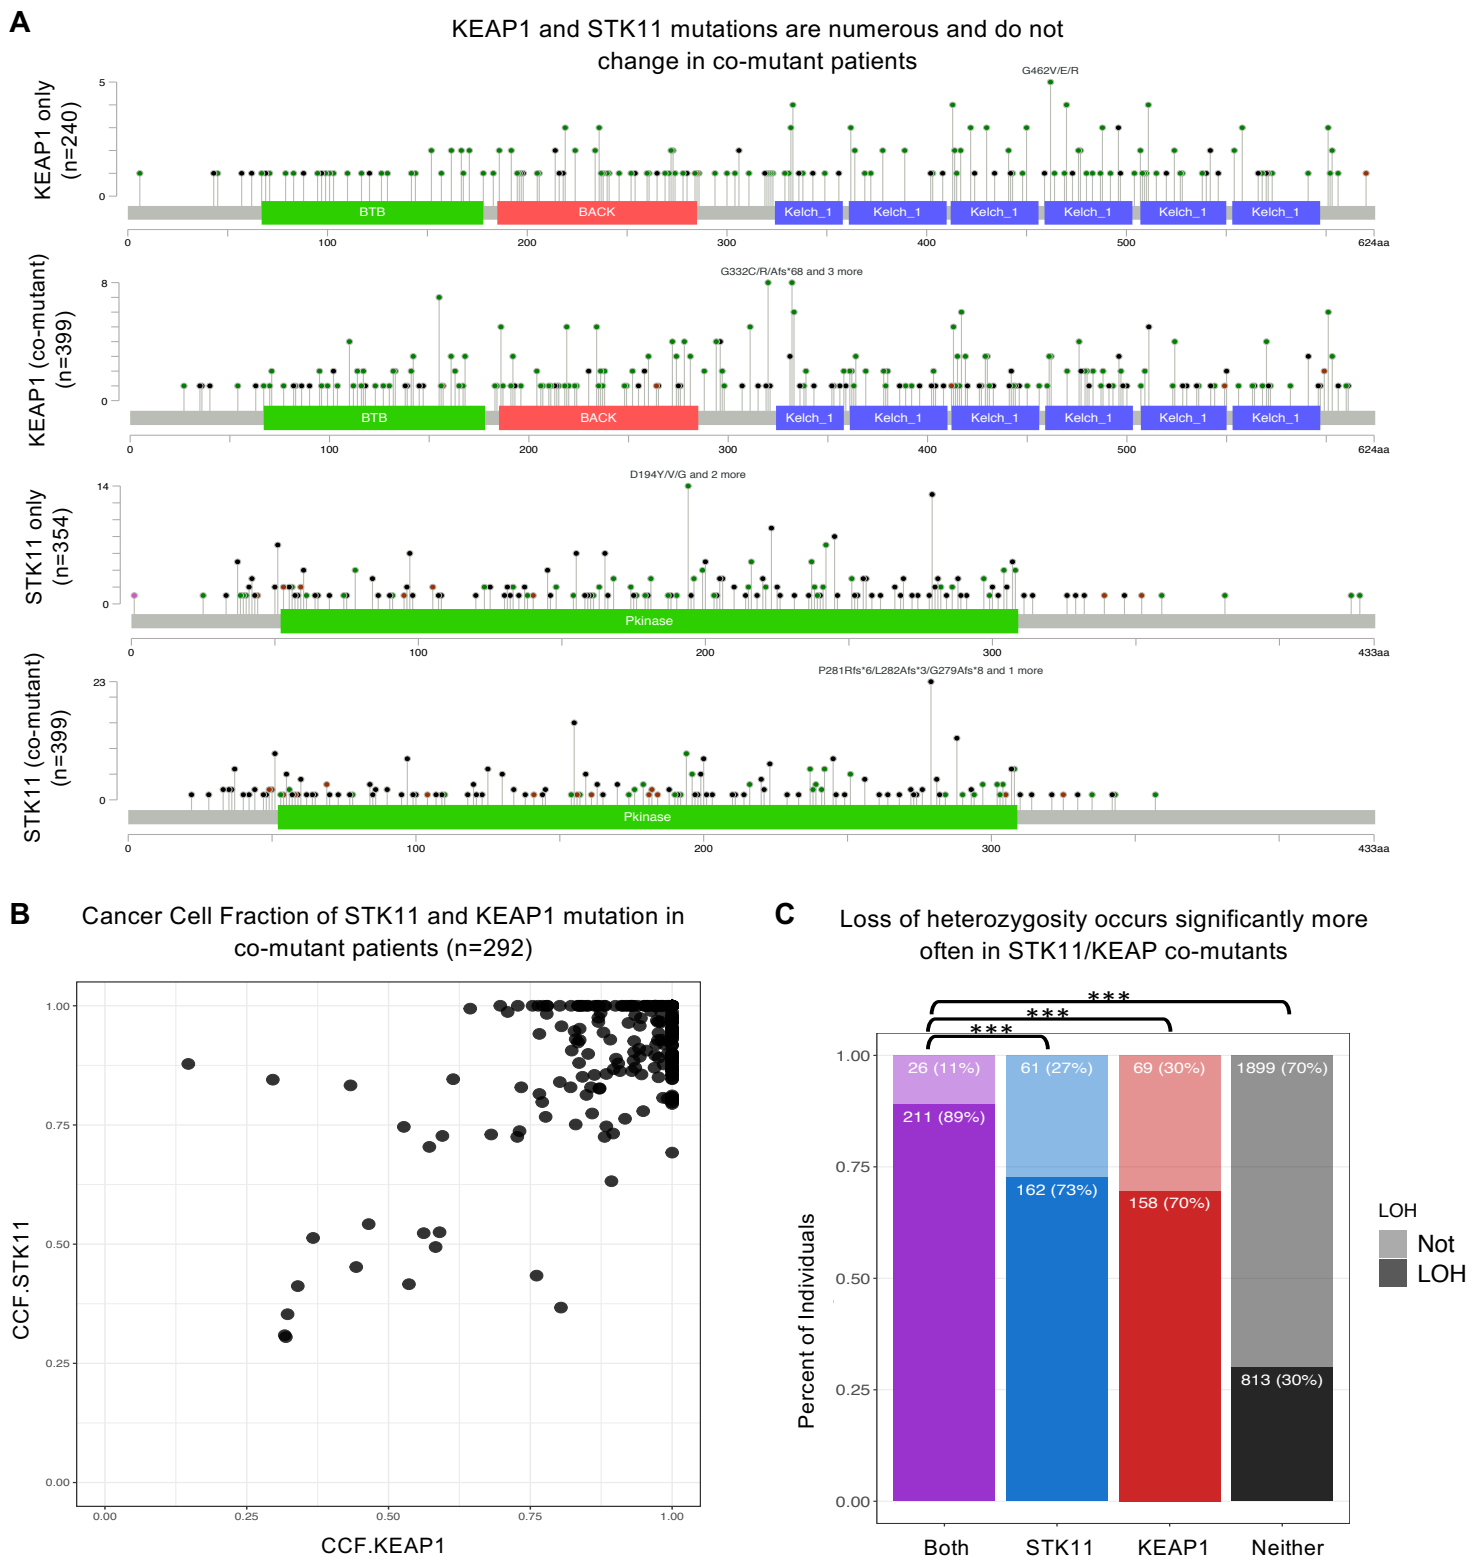 A
KEAP1 and STK11 mutations are numerous and do not
change in co-mutant patients
KEAP1 only
(n=240)
5
0
G462V/E/R
BTB
BACK
Kelch_1
Kelch_1
Kelch_1
Kelch_1
Kelch_1
Kelch_1
0
100
200
300
400
500
624aa
KEAP1 (co-mutant)
(n=399)
8
0
G332C/R/Afs*68 and 3 more
BTB
BACK
Kelch_1
Kelch_1
Kelch_1
Kelch_1
Kelch_1
Kelch_1
0
100
200
300
400
500
624aa
STK11 only
(n=354)
14
0
D194Y/V/G and 2 more
Pkinase
0
100
200
300
433aa
STK11 (co-mutant)
(n=399)
23
0
P281Rfs*6/L282Afs*3/G279Afs*8 and 1 more
Pkinase
0
100
200
300
433aa
B
Cancer Cell Fraction of STK11 and KEAP1 mutation in
co-mutant patients (n=292)
CCF.STK11
1.00
0.75
0.50
0.25
0.00
0.00
0.25
0.50
0.75
1.00
CCF.KEAP1
C
Loss of heterozygosity occurs significantly more
often in STK11/KEAP co-mutants
***
***
***
Percent of Individuals
1.00
0.75
0.50
0.25
0.00
26 (11%)
61 (27%)
69 (30%)
1899 (70%)
211 (89%)
162 (73%)
158 (70%)
813 (30%)
Both
STK11
KEAP1
Neither
LOH
Not
LOH